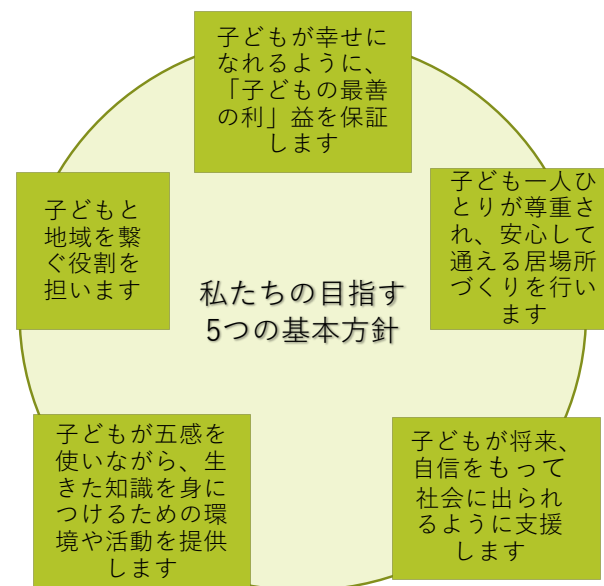 子どもが幸せに
なれるように、
「子どもの最善
の利」益を保証
します
子ども一人ひ
とりが尊重さ
れ、安心して
通える居場所
づくりを行い
ます
子どもと
地域を繋
ぐ役割を
担います
私たちの目指す
5つの基本方針
子どもが五感を
使いながら、生
きた知識を身に
つけるための環
境や活動を提供
します
子どもが将来、
自信をもって
社会に出られ
るように支援
します